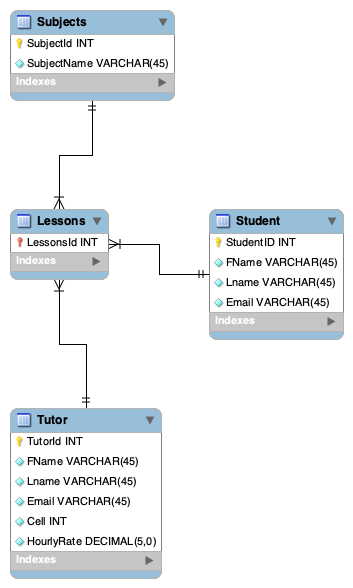 Subjects
SubjectId INT
SubjectName VARCHAR(45)
Indexes
Lessons
LessonsId INT
Indexes
Student
StudentID INT
FName VARCHAR(45)
Lname VARCHAR(45)
Email VARCHAR(45)
Indexes
Tutor
TutorId INT
FName VARCHAR(45)
Lname VARCHAR(45)
Email VARCHAR(45)
Cell INT
HourlyRate DECIMAL(5,0)
Indexes